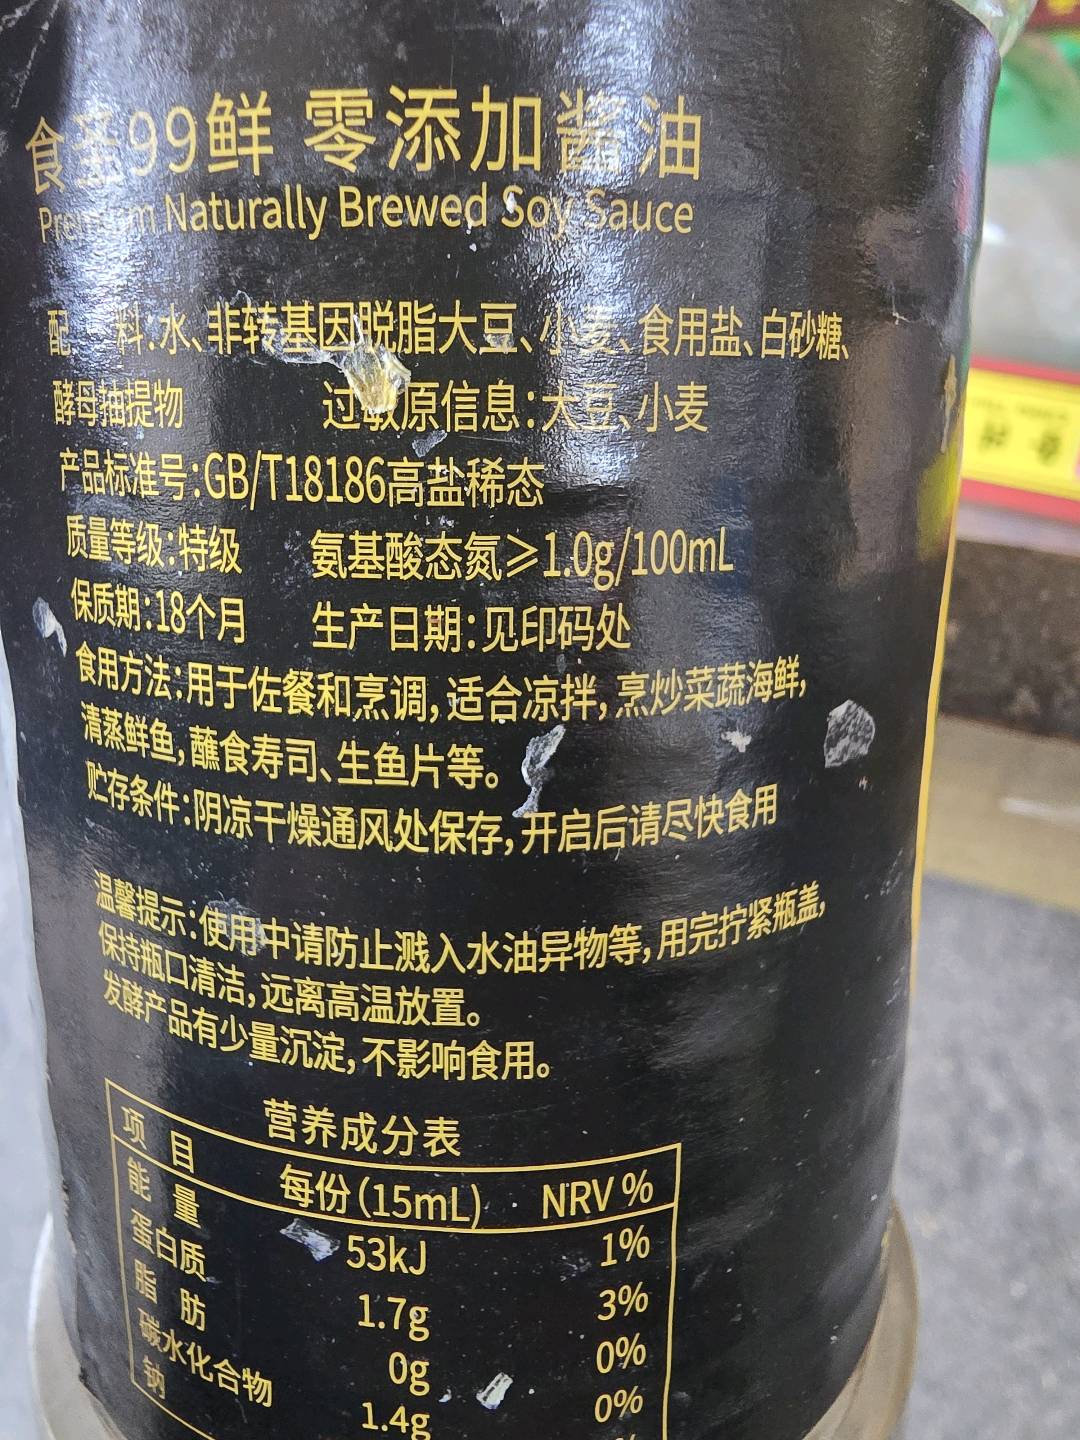 食圣99鲜 零添加酱油
Premium Naturally Brewed Soy Sauce
配 料:水、非转基因脱脂大豆、小麦、食用盐、白砂糖、
酵母抽提物 过敏原信息:大豆、小麦
产品标准号:GB/T18186高盐稀态
质量等级:特级 氨基酸态氮≥1.0g/100mL
保质期:18个月 生产日期:见印码处
食用方法:用于佐餐和烹调,适合凉拌,烹炒菜蔬海鲜,
清蒸鲜鱼,蘸食寿司、生鱼片等。
贮存条件:阴凉干燥通风处保存,开启后请尽快食用
温馨提示:使用中请防止溅入水油异物等,用完拧紧瓶盖,
保持瓶口清洁,远离高温放置。
发酵产品有少量沉淀,不影响食用。
营养成分表
项 目 每份(15mL) NRV%
能 量 53kJ 1%
蛋白质 1.7g 3%
脂 肪 0g 0%
碳水化合物 1.4g 0%
钠